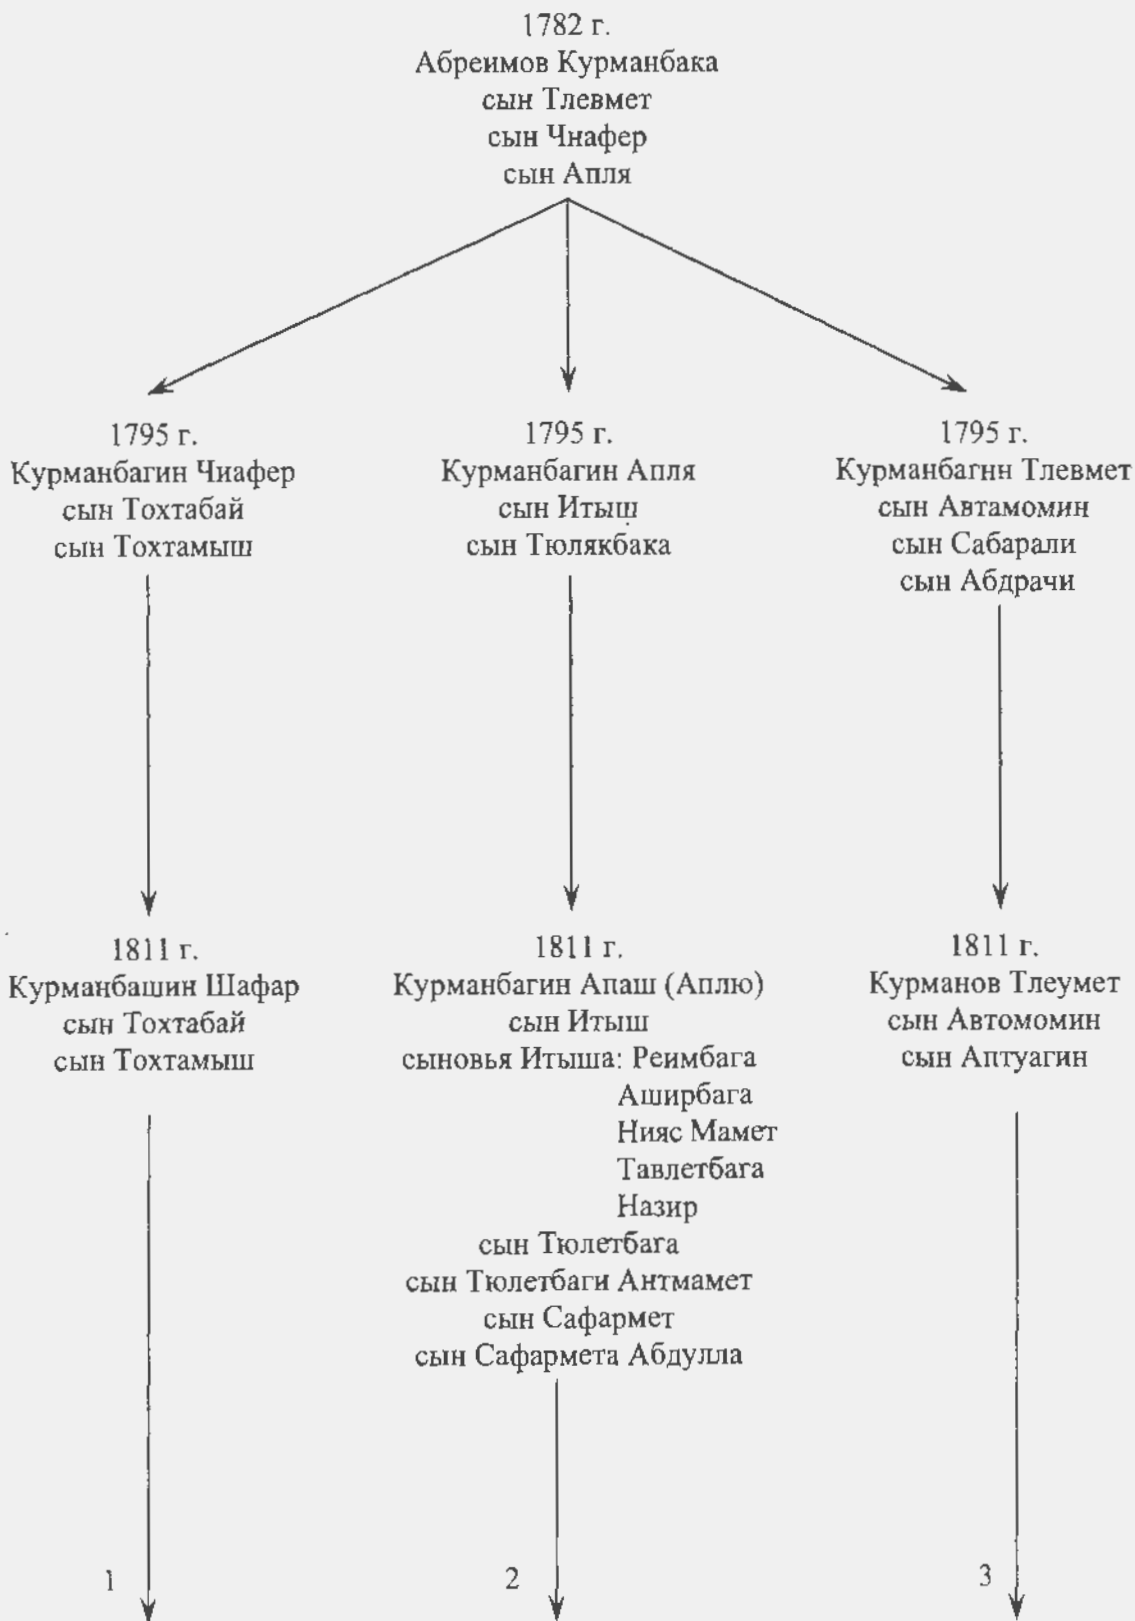 1782 г.
Абреимов Курманбака
сын Тлевмет
сын Чнафер
сын Апля
1795 г.
Курманбагин Чиафер
сын Тохтабай
сын Тохтамыш
1795 г.
Курманбагин Апля
сын Итыш
сын Тюлякбака
1795 г.
Курманбагнн Тлевмет
сын Автамомин
сын Сабарали
сын Абдрачи
1811 г.
Курманбашин Шафар
сын Тохтабай
сын Тохтамыш
1811 г.
Курманбагин Апаш (Аплю)
сын Итыш
сыновья Итыша: Реимбага
Аширбага
Нияс Мамет
Тавлетбага
Назир
сын Тюлетбага
сын Тюлетбаги Антмамет
сын Сафармет
сын Сафармета Абдулла
1811 г.
Курманов Тлеумет
сын Автомомин
сын Аптуагин
1
2
3